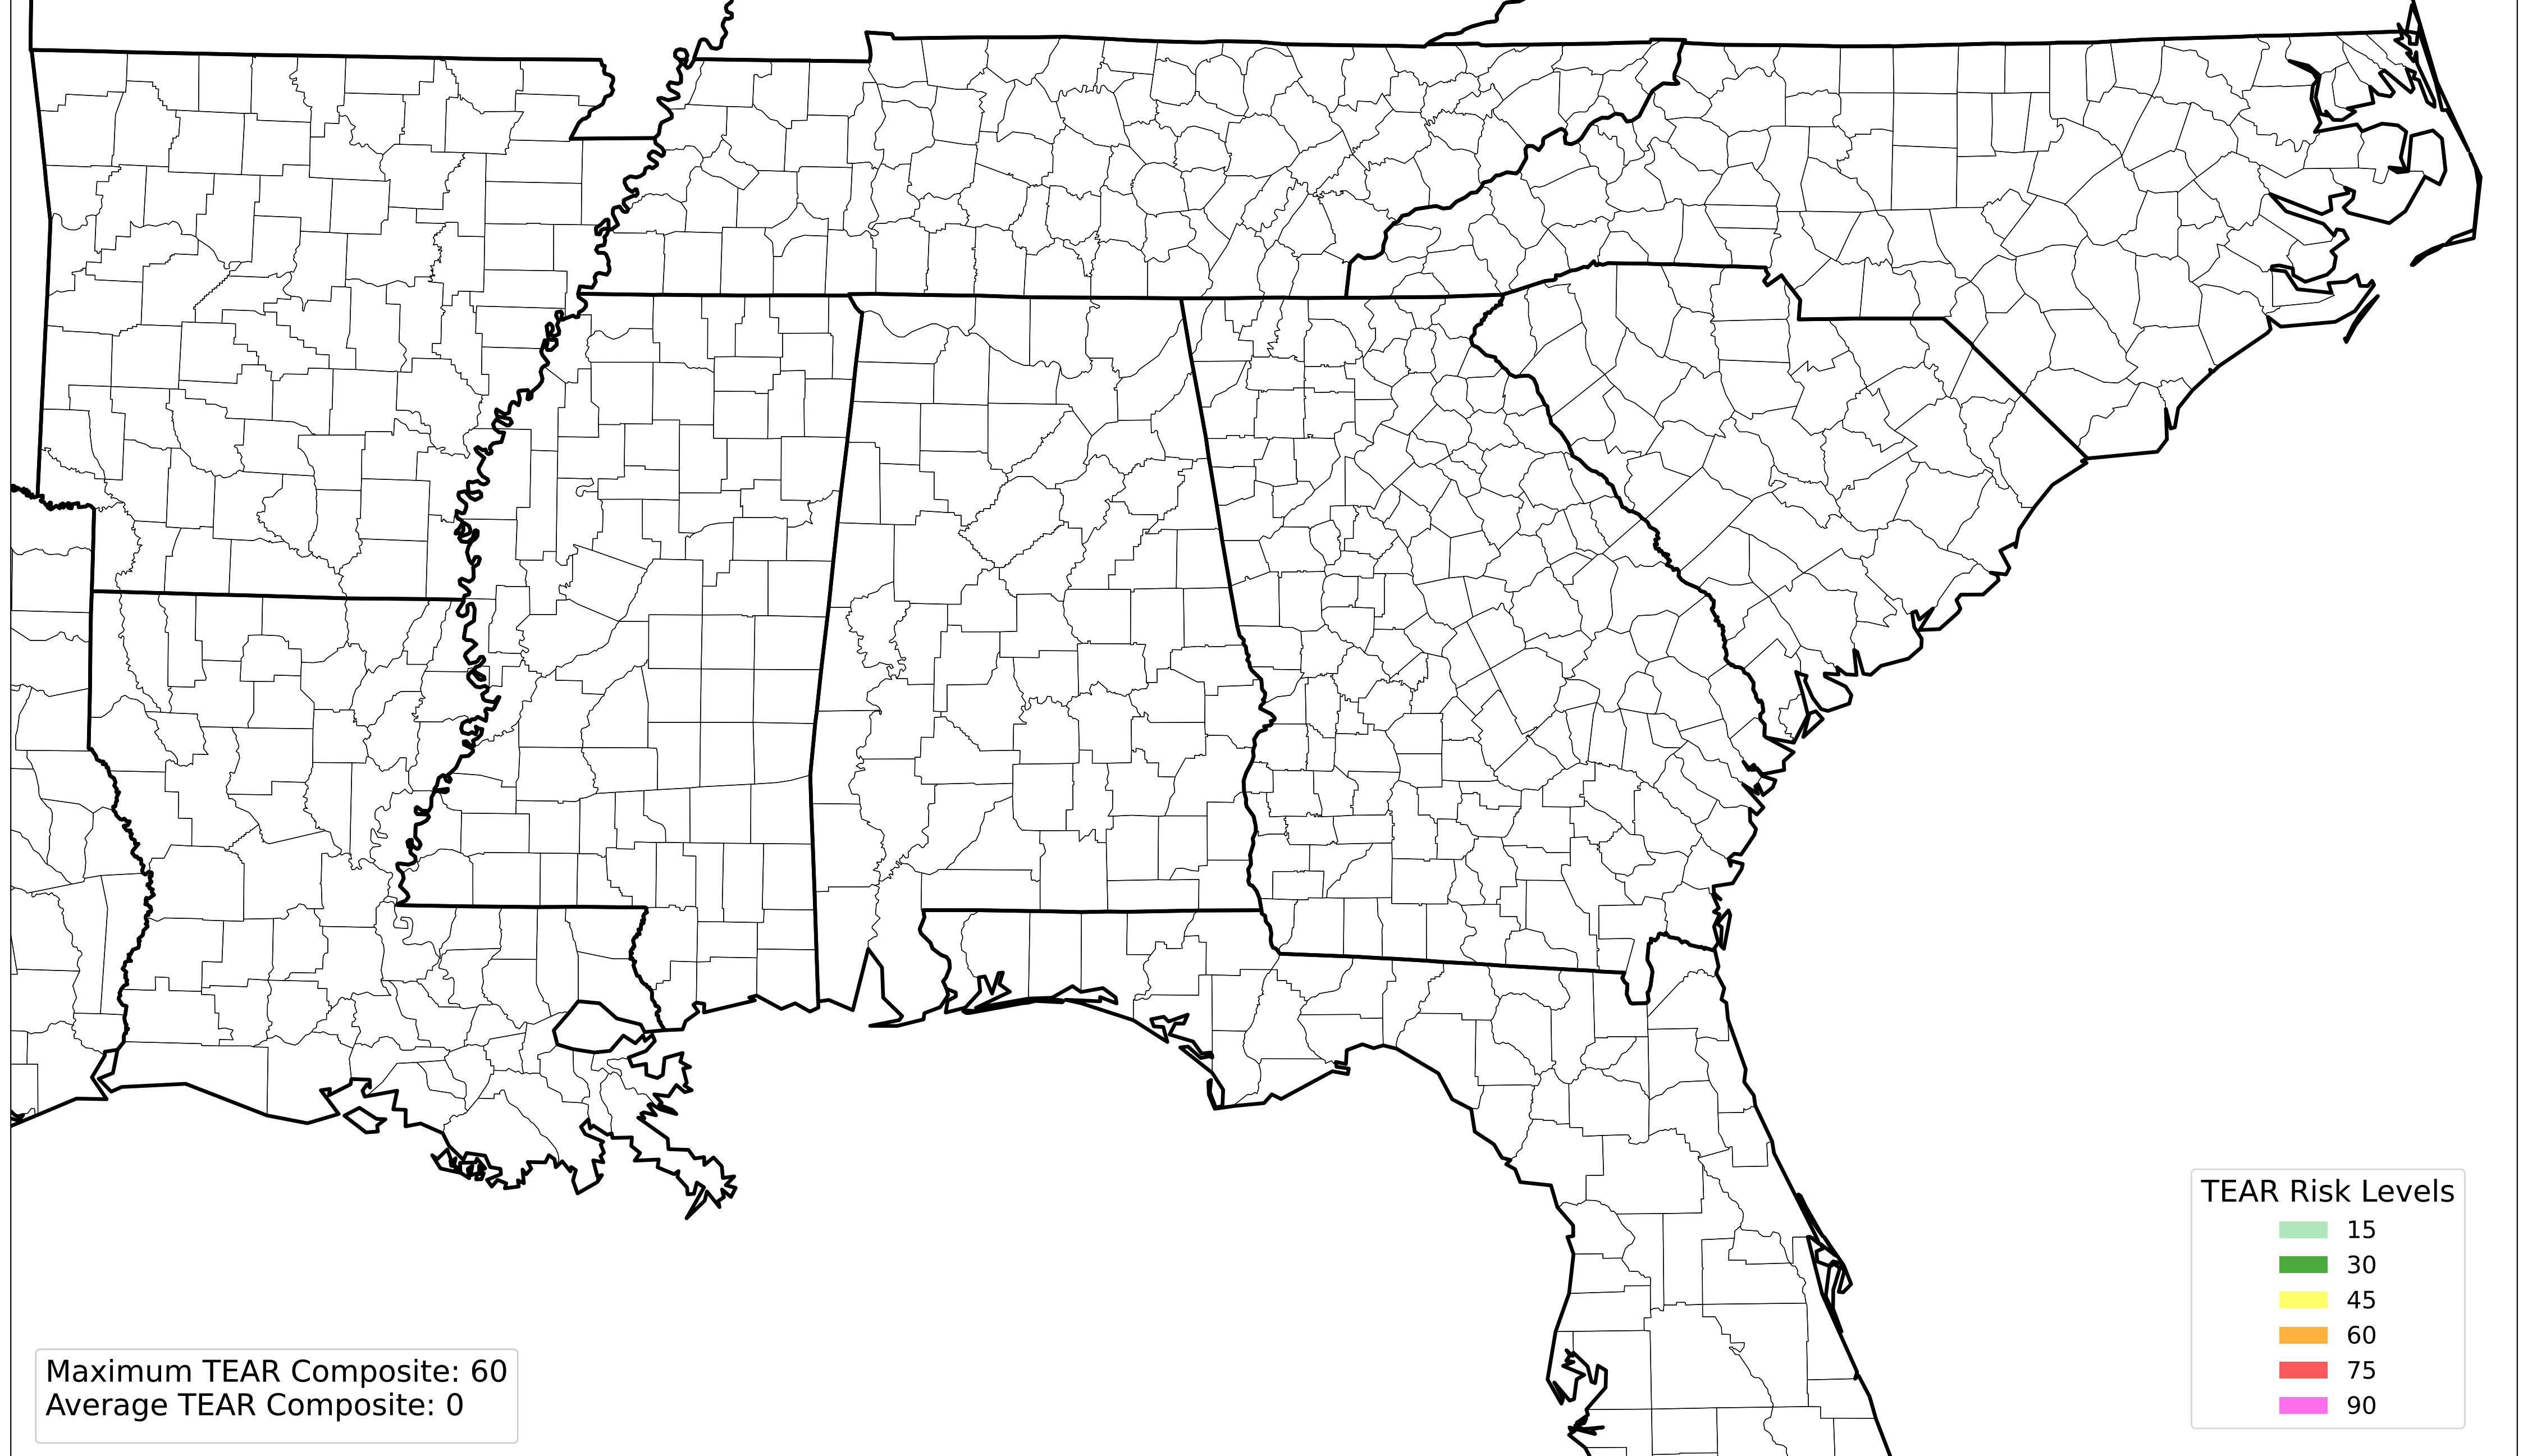 TEAR Risk Levels
15
30
45
60
75
90
Maximum TEAR Composite: 60
Average TEAR Composite: 0